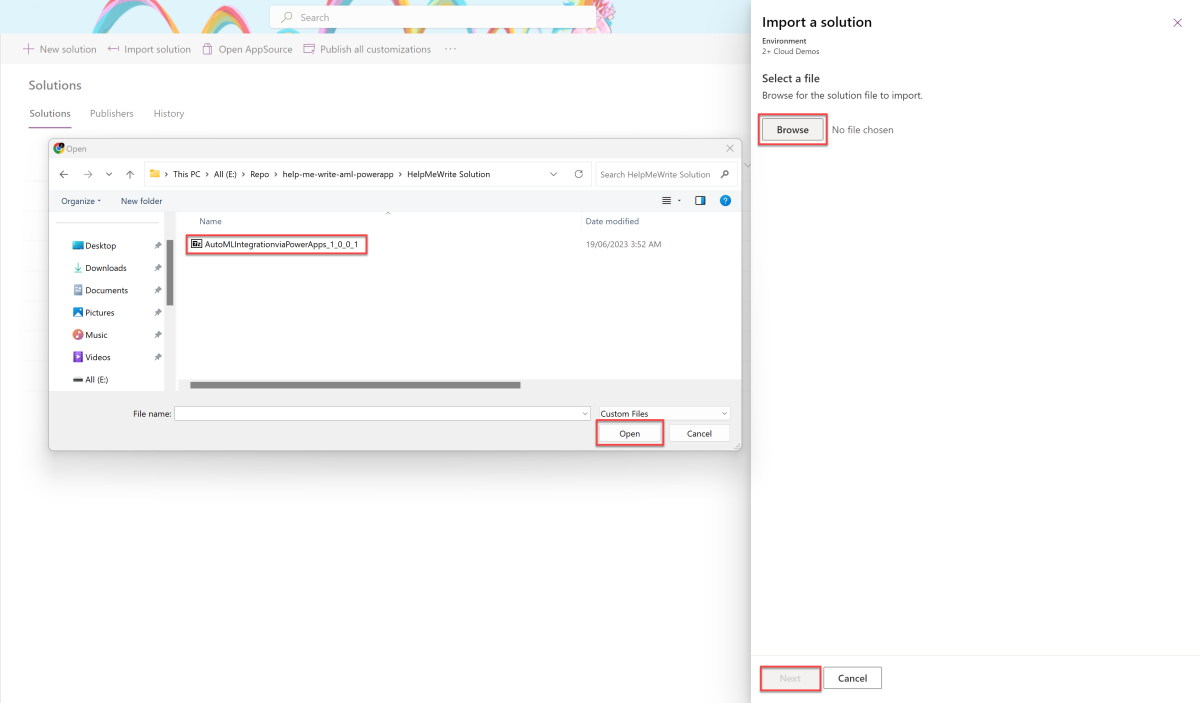 Search
New solution
Import solution
Open AppSource
Publish all customizations
Solutions
Solutions
Publishers
History
Open
This PC > All (E:) > Repo > help-me-write-aml-powerapp > HelpMeWrite Solution
Search HelpMeWrite Solution
Organize
New folder
Name
Date modified
Desktop
Downloads
Documents
Pictures
Music
Videos
All (E:)
AutoMLIntegrationviaPowerApps_1_0_0_1
19/06/2023 3:52 AM
File name:
Custom Files
Open
Cancel
Import a solution
Environment
2+ Cloud Demos
Select a file
Browse for the solution file to import.
Browse
No file chosen
Next
Cancel